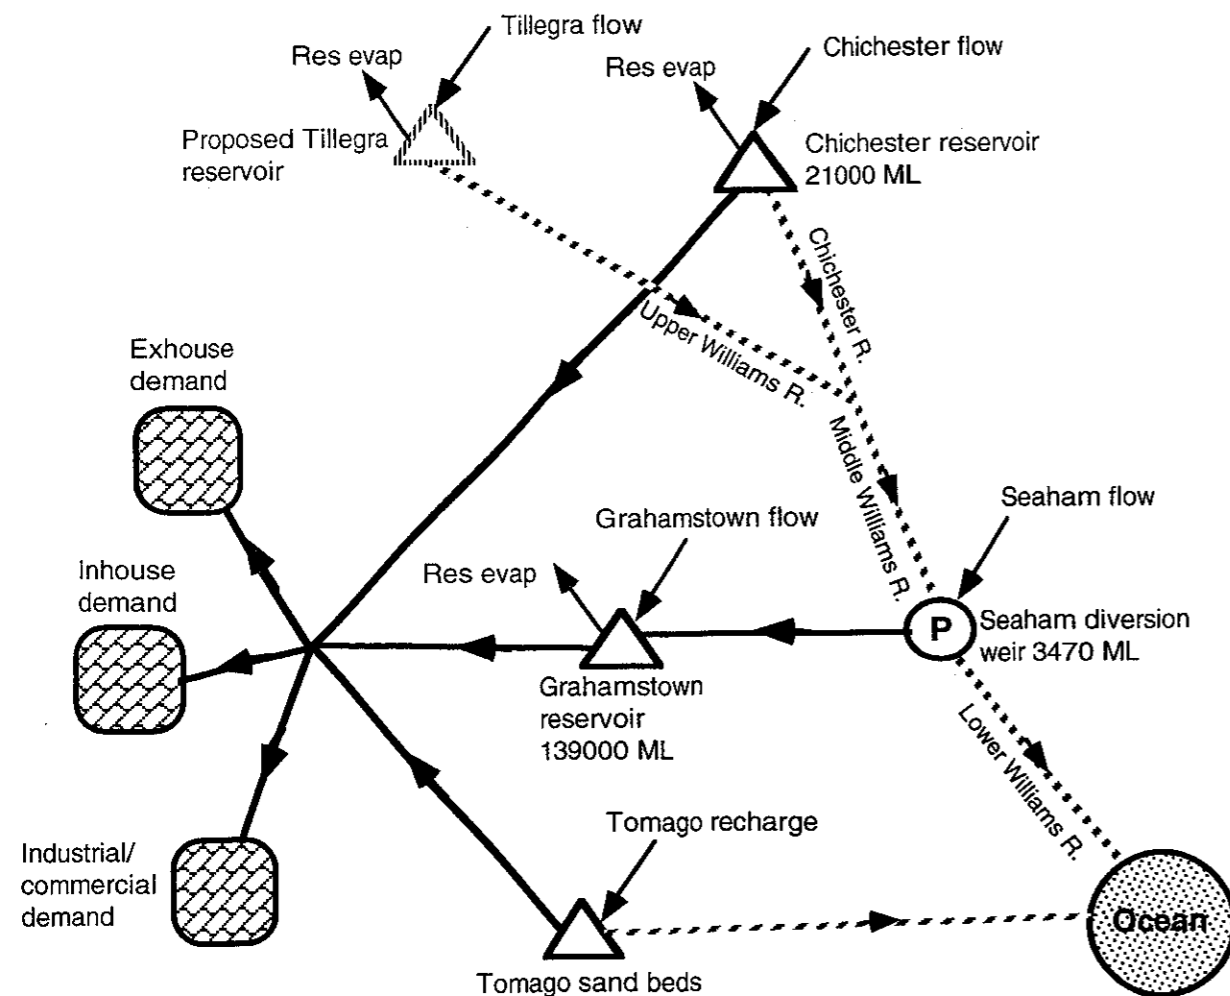 Tillegra flow
Res evap
Proposed Tillegra
reservoir
Chichester flow
Res evap
Chichester reservoir
21000 ML
Chichester R.
Upper Williams R.
Middle Williams R.
Exhouse
demand
Inhouse
demand
Industrial/
commercial
demand
Grahamstown flow
Res evap
Grahamstown
reservoir
139000 ML
Seaham flow
P
Seaham diversion
weir 3470 ML
Lower Williams R.
Tomago recharge
Tomago sand beds
Ocean